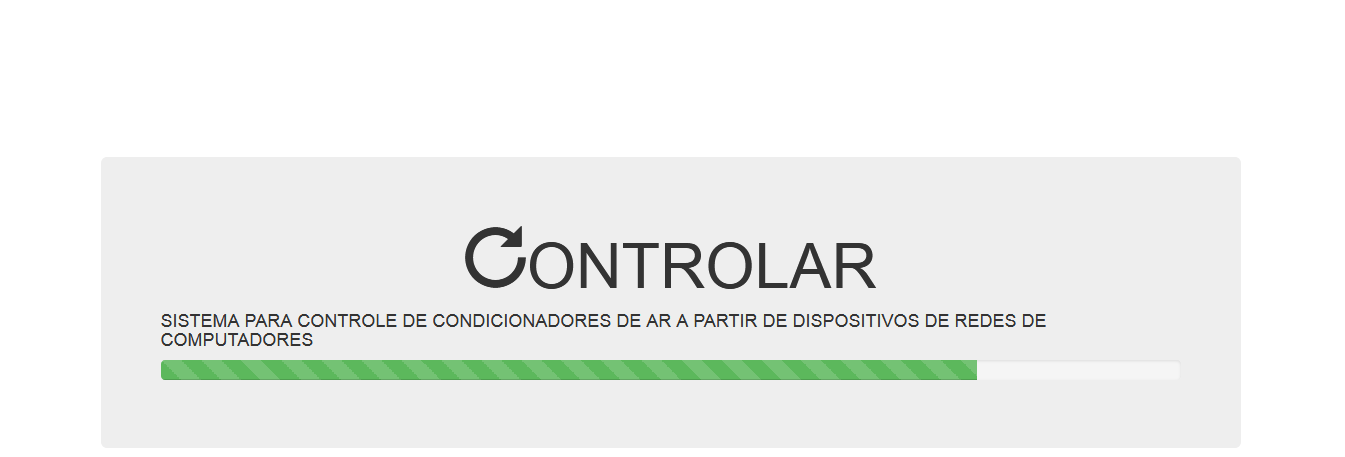 CONTROLAR
SISTEMA PARA CONTROLE DE CONDICIONADORES DE AR A PARTIR DE DISPOSITIVOS DE REDES DE
COMPUTADORES